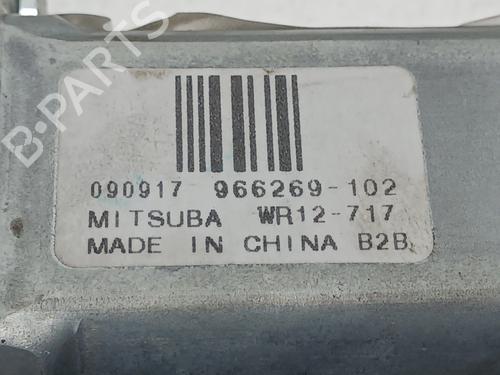 B-PARTS
090917 966269-102
MITSUBA WR12-717
MADE IN CHINA B2B